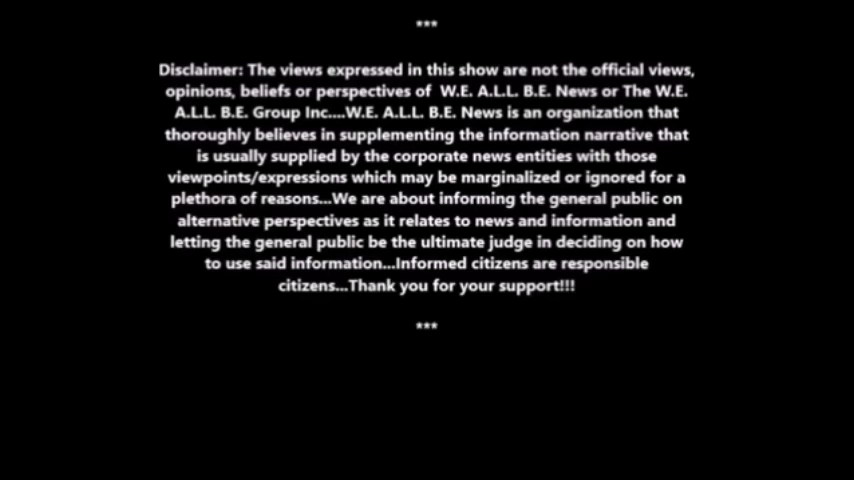 ***
Disclaimer: The views expressed in this show are not the official views,
opinions, beliefs or perspectives of  W.E. A.L.L. B.E. News or The W.E.
A.L.L. B.E. Group Inc....W.E. A.L.L. B.E. News is an organization that
thoroughly believes in supplementing the information narrative that
is usually supplied by the corporate news entities with those
viewpoints/expressions which may be marginalized or ignored for a
plethora of reasons...We are about informing the general public on
alternative perspectives as it relates to news and information and
letting the general public be the ultimate judge in deciding on how
to use said information...Informed citizens are responsible
citizens...Thank you for your support!!!
***